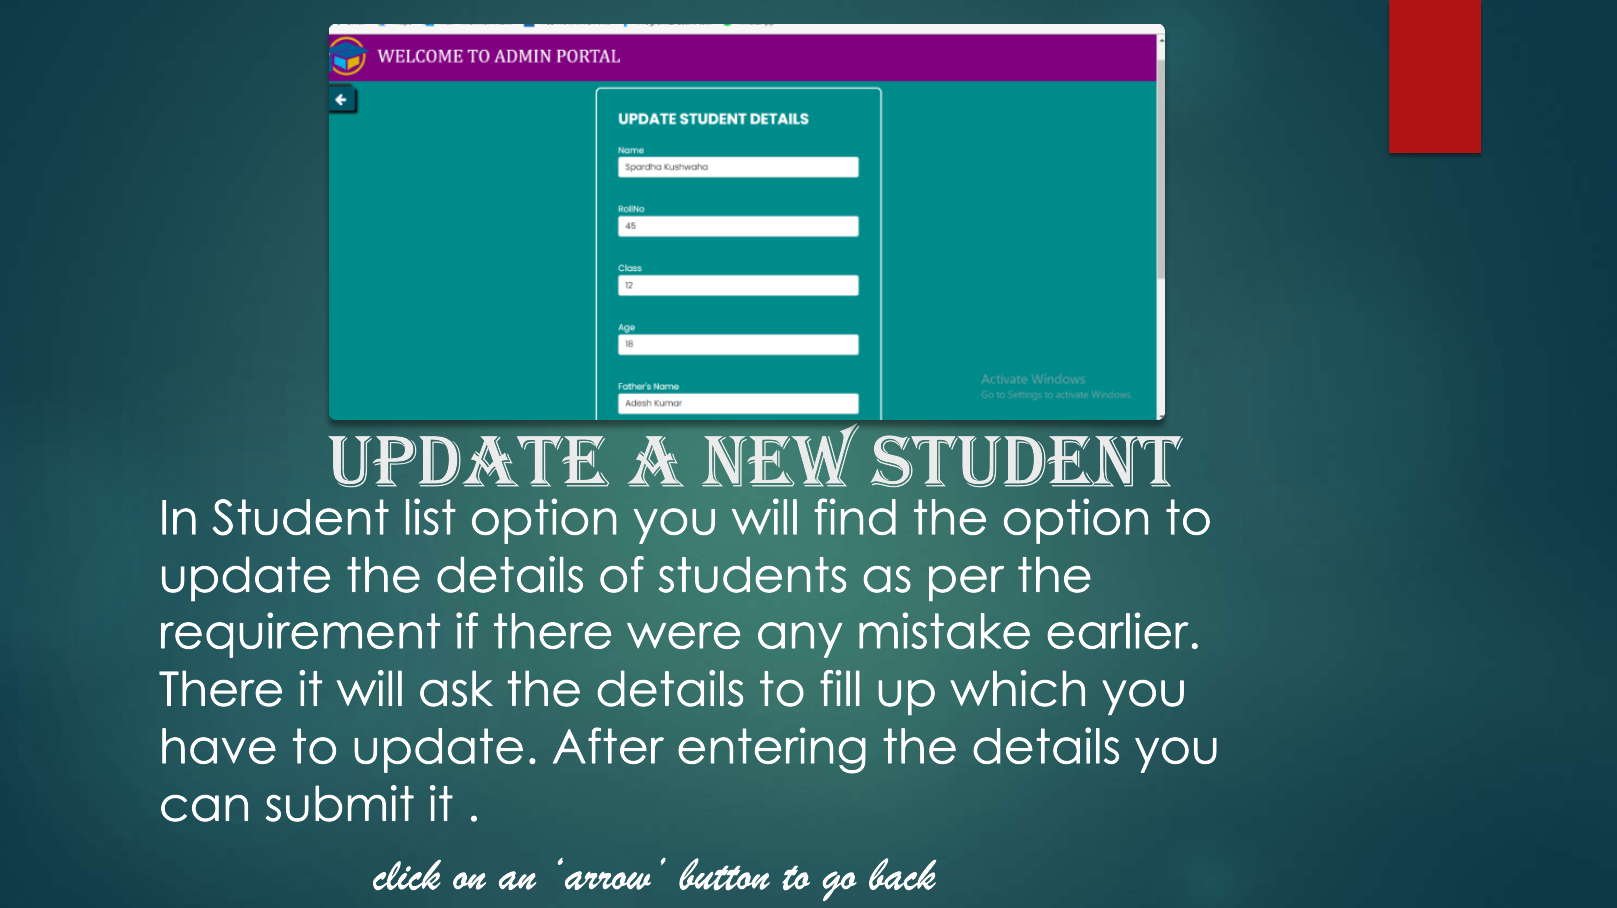 WELCOME TO ADMIN PORTAL
UPDATE STUDENT DETAILS
Name
Spardha Kushwaha
RollNo
45
Class
12
Age
18
Father's Name
Adesh Kumar
Activate Windows
Go to Settings to activate Windows.
UPDATE A NEW STUDENT
In Student list option you will find the option to
update the details of students as per the
requirement if there were any mistake earlier.
There it will ask the details to fill up which you
have to update. After entering the details you
can submit it .
click on an ‘arrow’ button to go back